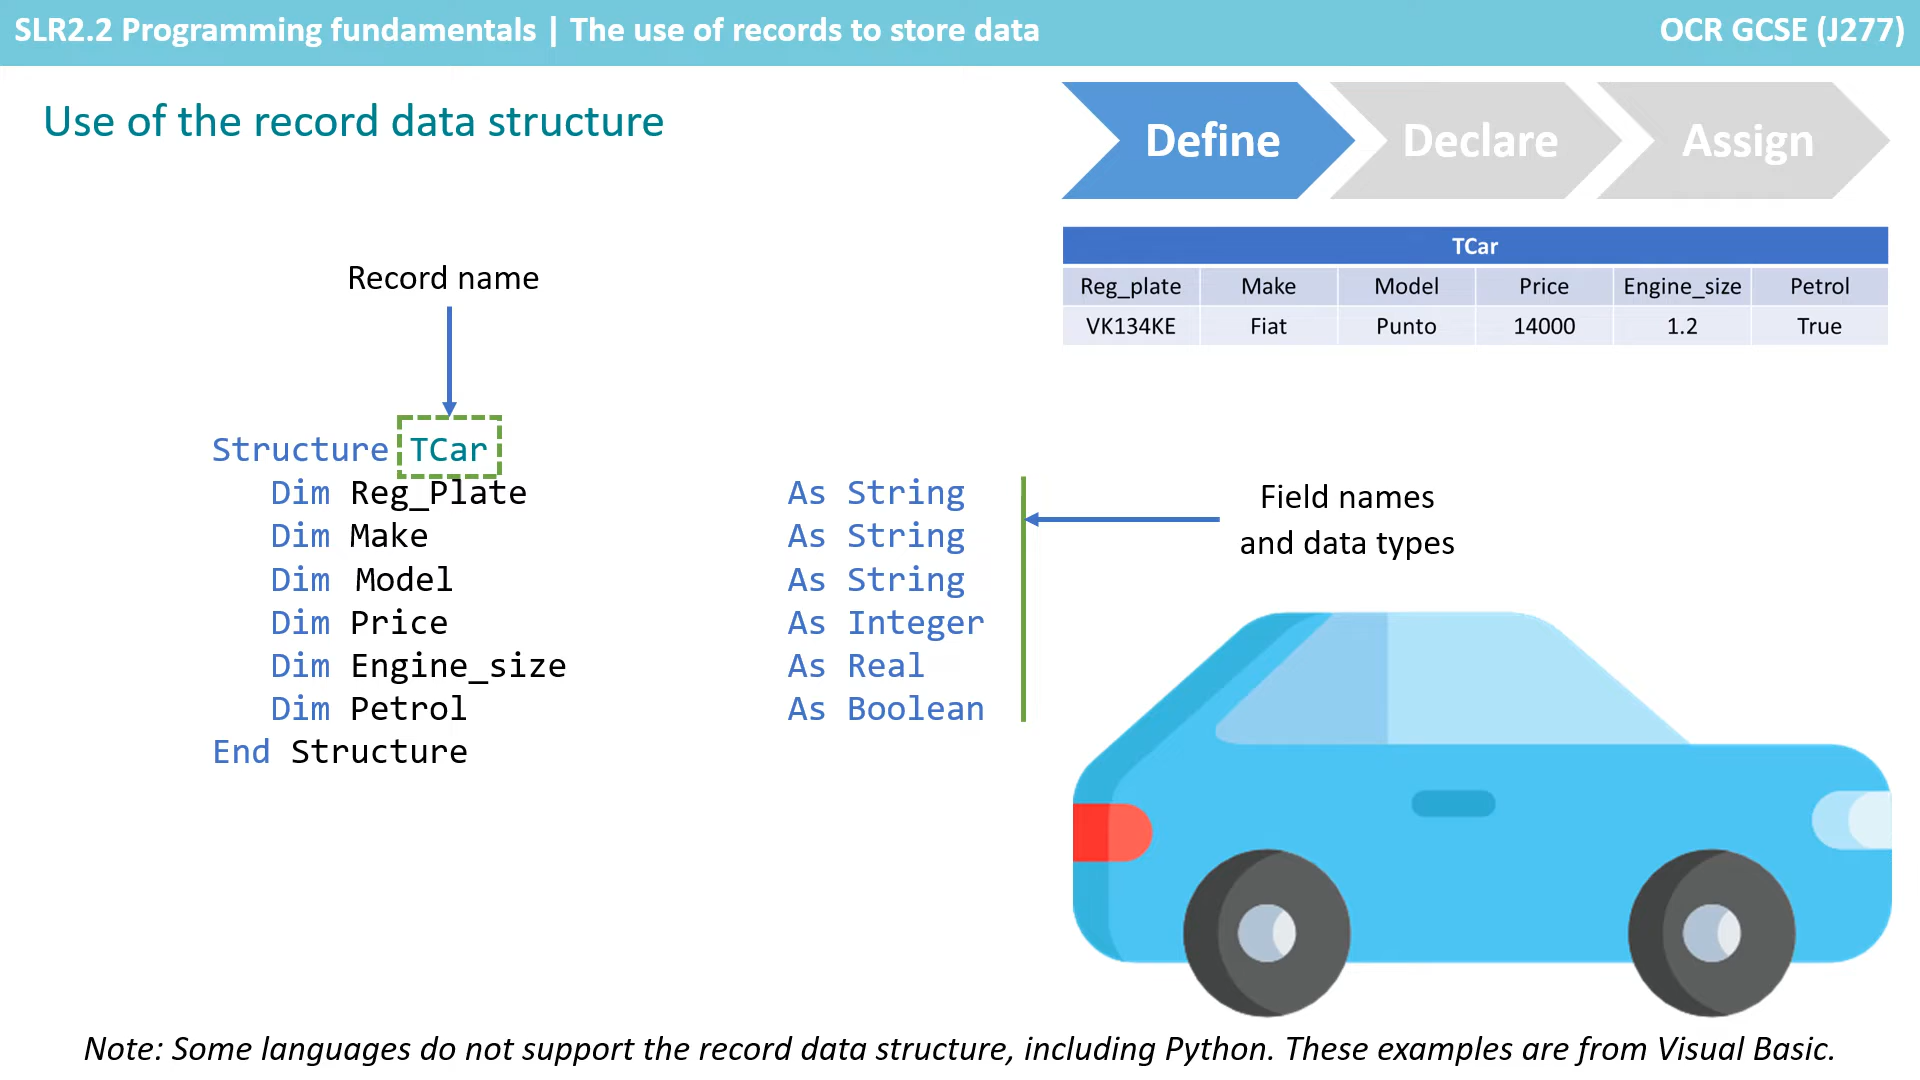 SLR2.2 Programming fundamentals | The use of records to store data
OCR GCSE (J277)
Use of the record data structure
Define
Declare
Assign
TCar
Reg_plate Make Model Price Engine_size Petrol
VK134KE Fiat Punto 14000 1.2 True
Record name
Structure TCar
Dim Reg_Plate As String
Dim Make As String
Dim Model As String
Dim Price As Integer
Dim Engine_size As Real
Dim Petrol As Boolean
End Structure
Field names
and data types
Note: Some languages do not support the record data structure, including Python. These examples are from Visual Basic.